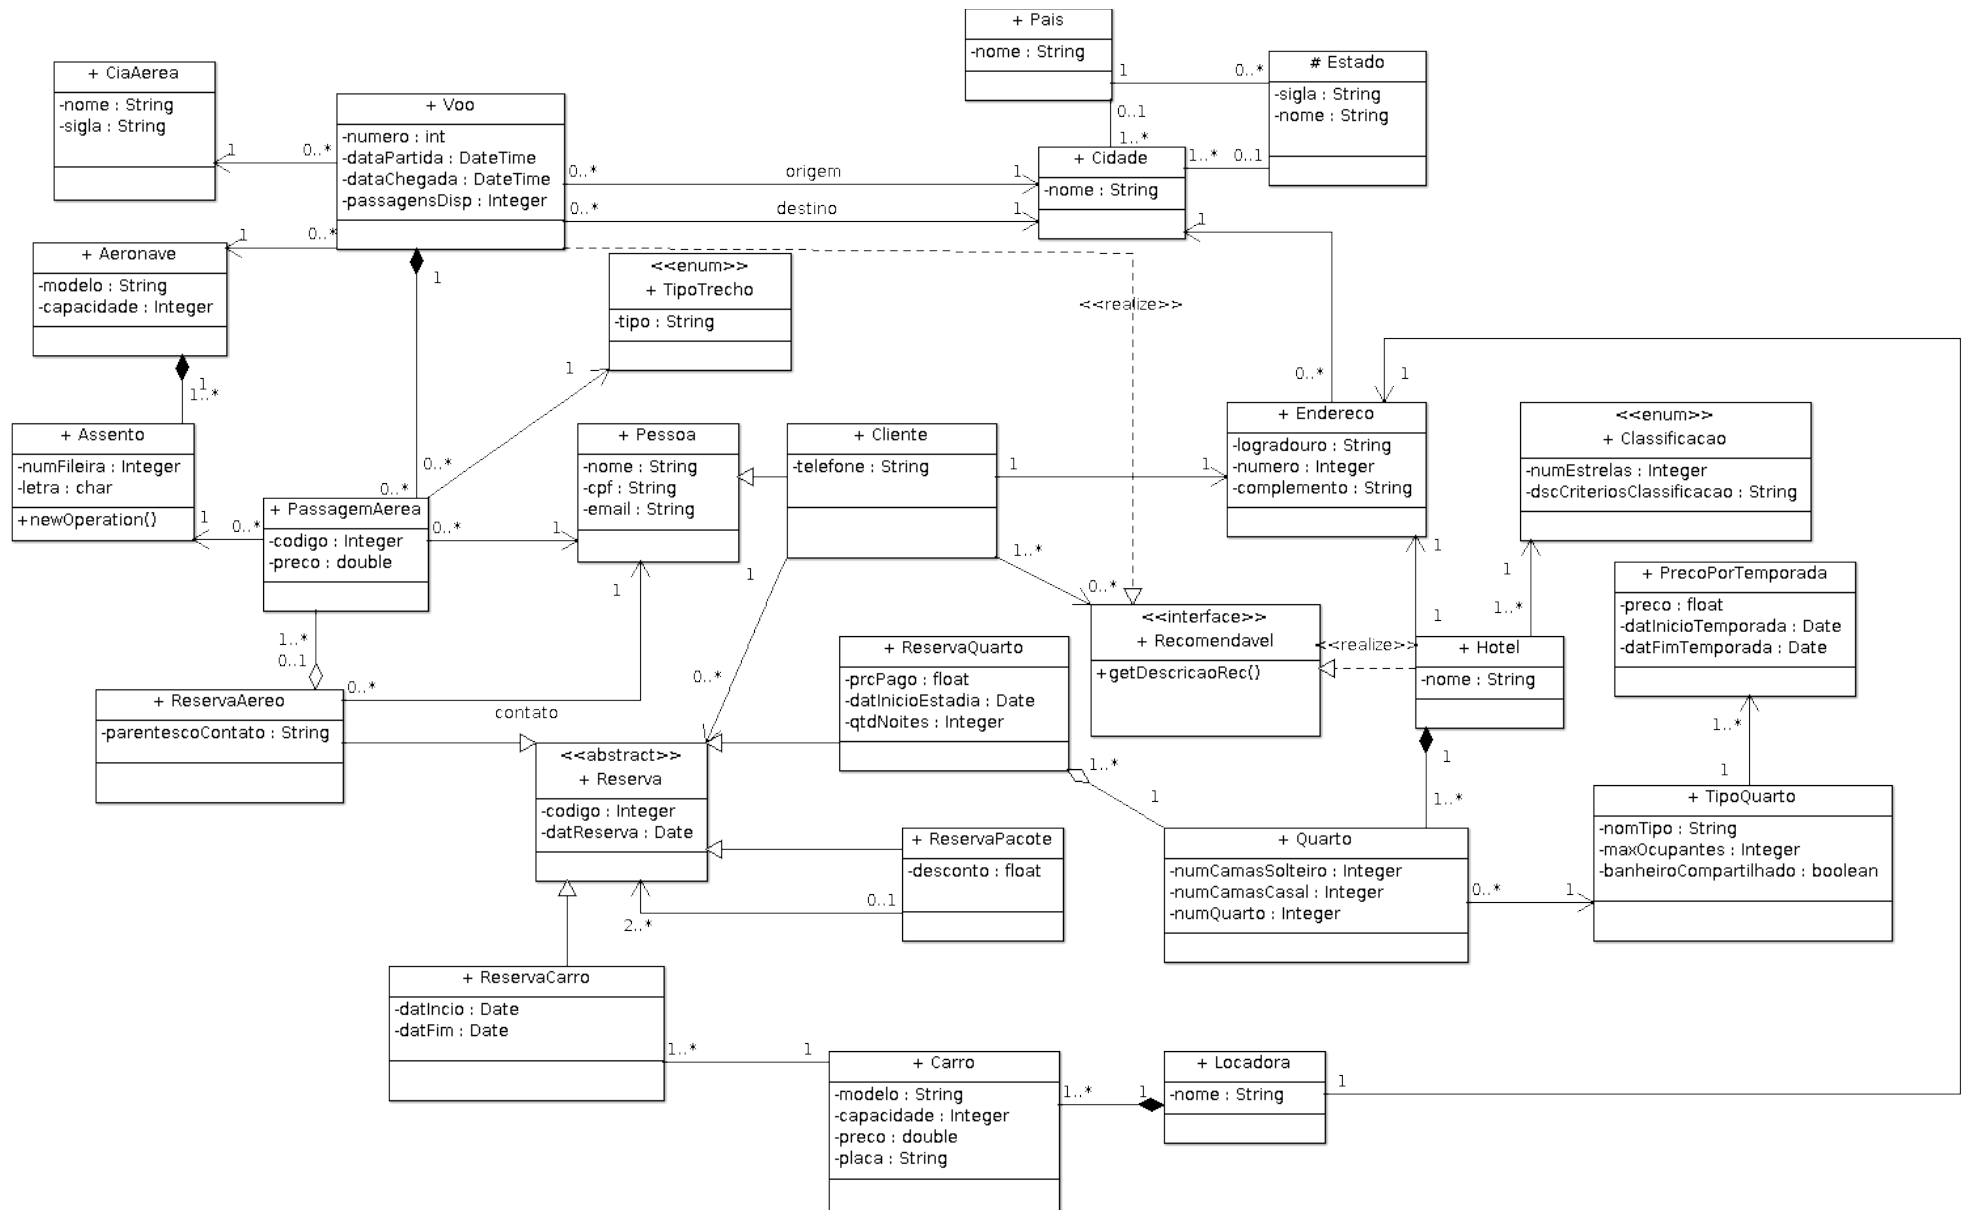 + Pais
-nome : String
# Estado
-sigla : String
-nome : String
1
0..*
0..1
1..*
1..*
0..1
+ CiaAerea
-nome : String
-sigla : String
1
0..*
+ Voo
-numero : int
-dataPartida : DateTime
-dataChegada : DateTime
-passagensDisp : Integer
0..*
origem
1
0..*
destino
1
+ Cidade
-nome : String
1
1
0..*
+ Aeronave
-modelo : String
-capacidade : Integer
1
<<enum>>
+ TipoTrecho
-tipo : String
<<realize>>
1
1..*
1
0..*
1
+ Assento
-numFileira : Integer
-letra : char
+newOperation()
+ Pessoa
-nome : String
-cpf : String
-email : String
+ Cliente
-telefone : String
1
1
+ Endereco
-logradouro : String
-numero : Integer
-complemento : String
<<enum>>
+ Classificacao
-numEstrelas : Integer
-dscCriteriosClassificacao : String
0..*
0..*
1
0..*
+ PassagemAerea
-codigo : Integer
-preco : double
0..*
1
1
1
1..*
0..*
1
1
1
1..*
+ PrecoPorTemporada
-preco : float
-datInicioTemporada : Date
-datFimTemporada : Date
<<interface>>
+ Recomendavel
+getDescricaoRec()
<<realize>>
+ Hotel
-nome : String
1..*
0..1
+ ReservaAereo
-parentescoContato : String
0..*
contato
0..*
+ ReservaQuarto
-prcPago : float
-datInicioEstadia : Date
-qtdNoites : Integer
<<abstract>>
+ Reserva
-codigo : Integer
-datReserva : Date
1..*
1
1
1..*
1..*
1
+ TipoQuarto
-nomTipo : String
-maxOcupantes : Integer
-banheiroCompartilhado : boolean
+ ReservaPacote
-desconto : float
0..1
2..*
+ Quarto
-numCamasSolteiro : Integer
-numCamasCasal : Integer
-numQuarto : Integer
0..*
1
+ ReservaCarro
-datIncio : Date
-datFim : Date
1..*
1
+ Carro
-modelo : String
-capacidade : Integer
-preco : double
-placa : String
1..*
1
+ Locadora
-nome : String
1